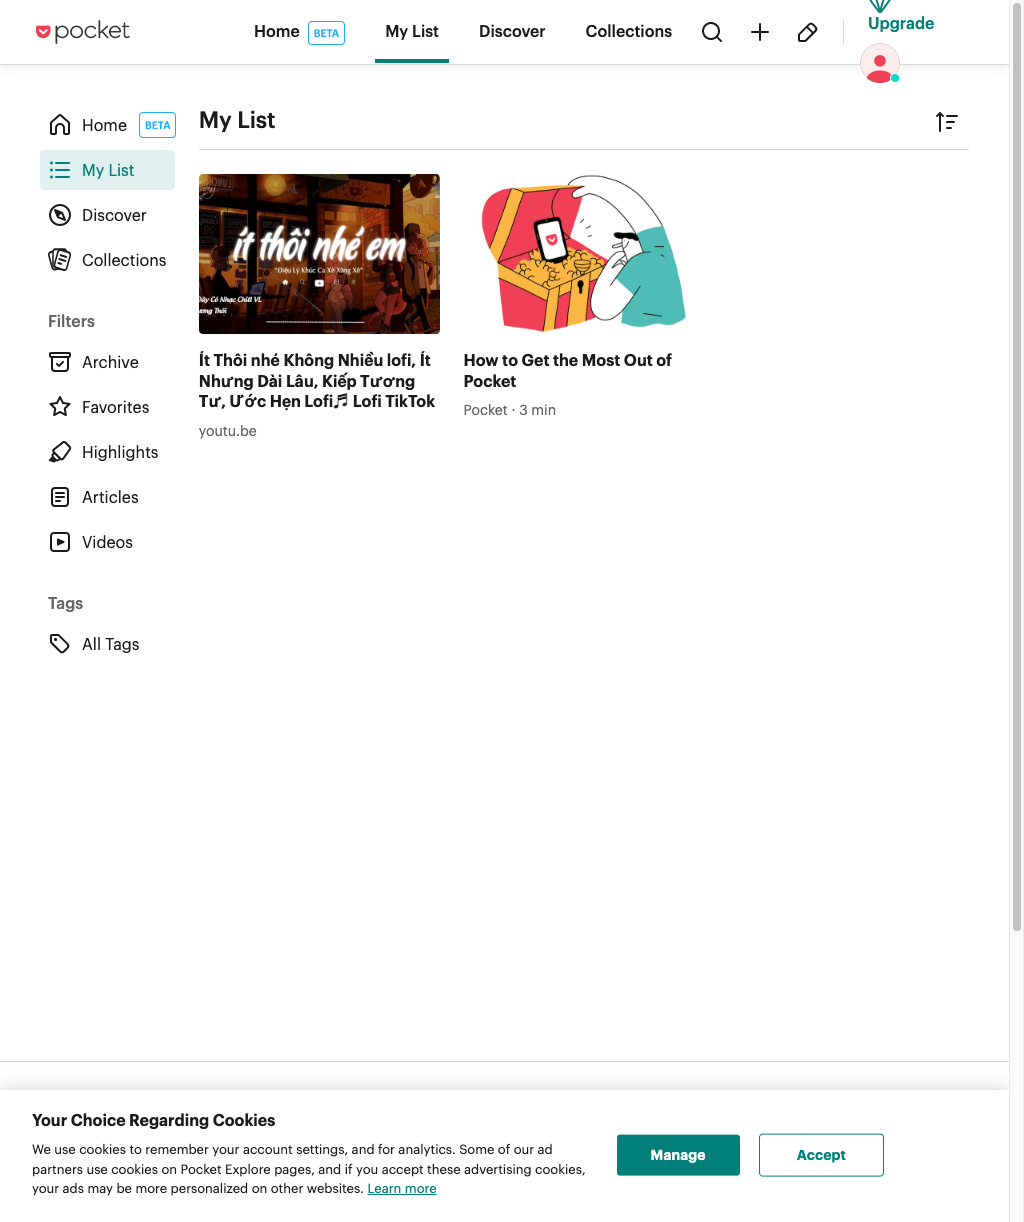 pocket
Home BETA
My List
Discover
Collections
Upgrade
Home BETA
My List
Discover
Collections
Filters
Archive
Favorites
Highlights
Articles
Videos
Tags
All Tags
My List
ít thôi nhé em
"Điệu Lý Khúc Ca Xề Xàng Xê"
Đây Có Nhạc Chill VL
ương Thôi
Ít Thôi nhé Không Nhiều lofi, Ít
Nhưng Dài Lâu, Kiếp Tương
Tư, Ước Hẹn Lofi🎵 Lofi TikTok
youtu.be
How to Get the Most Out of
Pocket
Pocket · 3 min
Your Choice Regarding Cookies
We use cookies to remember your account settings, and for analytics. Some of our ad
partners use cookies on Pocket Explore pages, and if you accept these advertising cookies,
your ads may be more personalized on other websites. Learn more
Manage
Accept